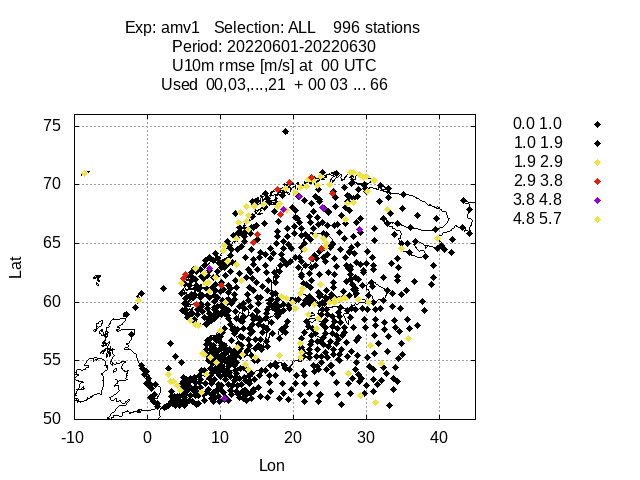 Exp: amv1 Selection: ALL 996 stations
Period: 20220601-20220630
U10m rmse [m/s] at 00 UTC
Used 00,03,...,21 + 00 03 ... 66
75
70
65
60
55
50
Lat
-10 0 10 20 30 40
Lon
0.0 1.0
1.0 1.9
1.9 2.9
2.9 3.8
3.8 4.8
4.8 5.7